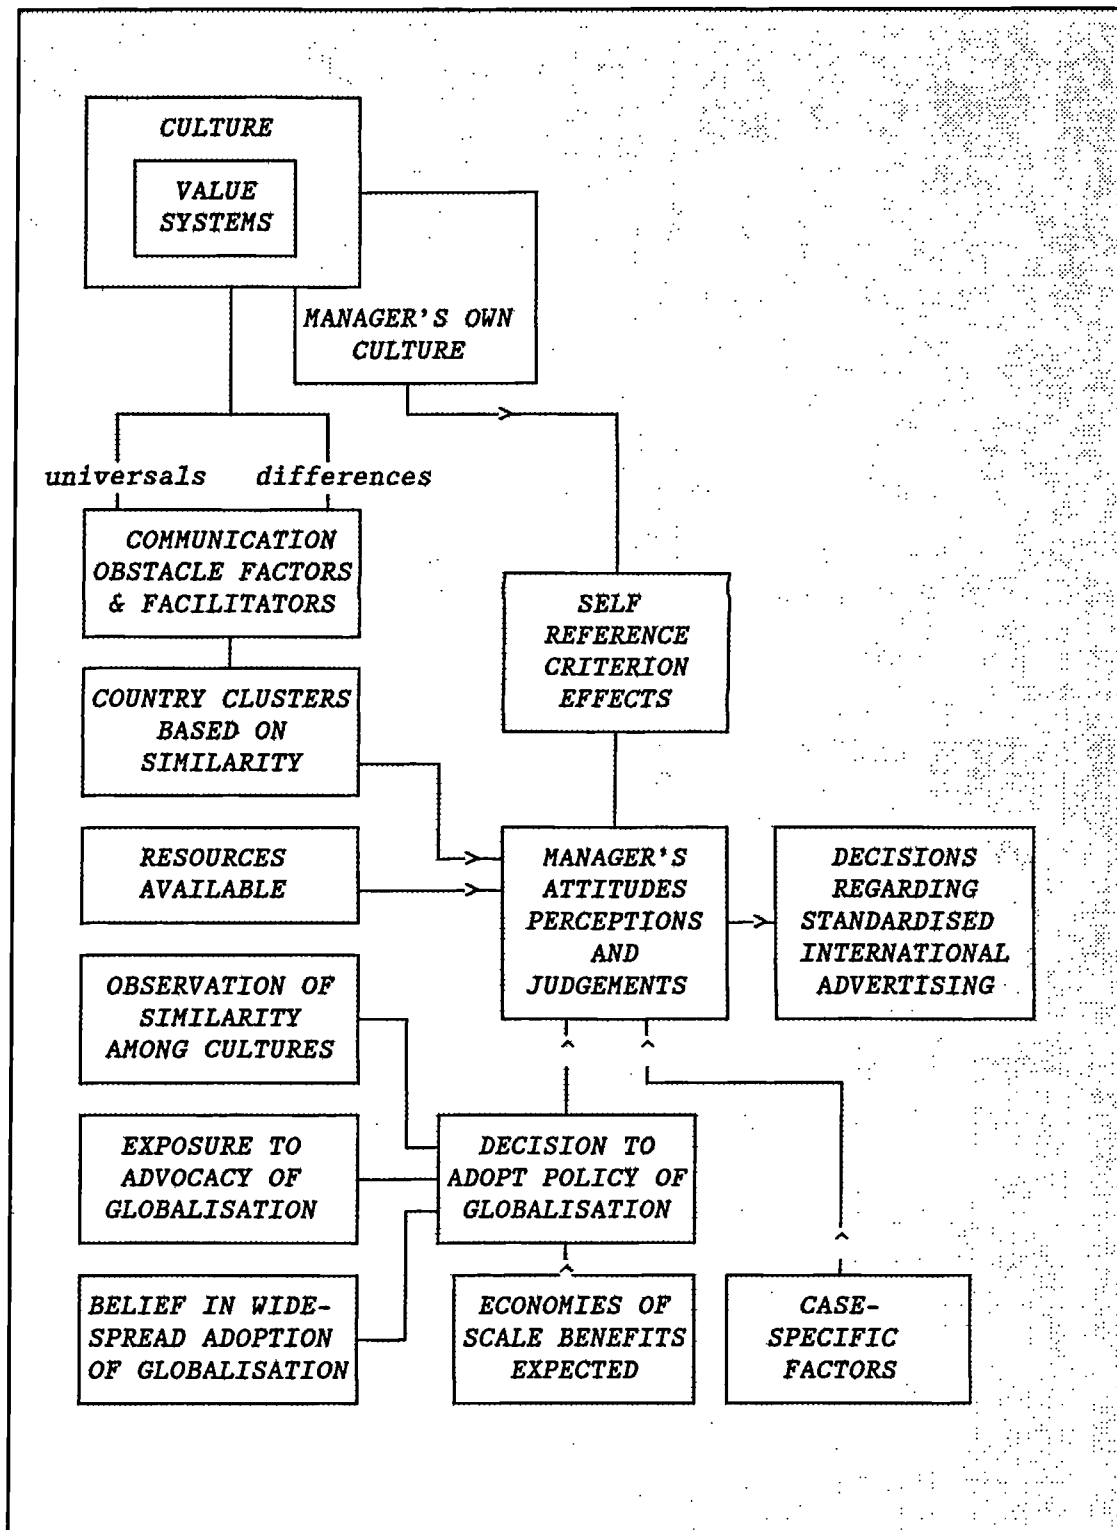 CULTURE
VALUE
SYSTEMS
MANAGER'S OWN
CULTURE
universals differences
COMMUNICATION
OBSTACLE FACTORS
& FACILITATORS
SELF
REFERENCE
CRITERION
EFFECTS
COUNTRY CLUSTERS
BASED ON
SIMILARITY
RESOURCES
AVAILABLE
MANAGER'S
ATTITUDES
PERCEPTIONS
AND
JUDGEMENTS
DECISIONS
REGARDING
STANDARDISED
INTERNATIONAL
ADVERTISING
OBSERVATION OF
SIMILARITY
AMONG CULTURES
EXPOSURE TO
ADVOCACY OF
GLOBALISATION
DECISION TO
ADOPT POLICY OF
GLOBALISATION
BELIEF IN WIDE-
SPREAD ADOPTION
OF GLOBALISATION
ECONOMIES OF
SCALE BENEFITS
EXPECTED
CASE-
SPECIFIC
FACTORS